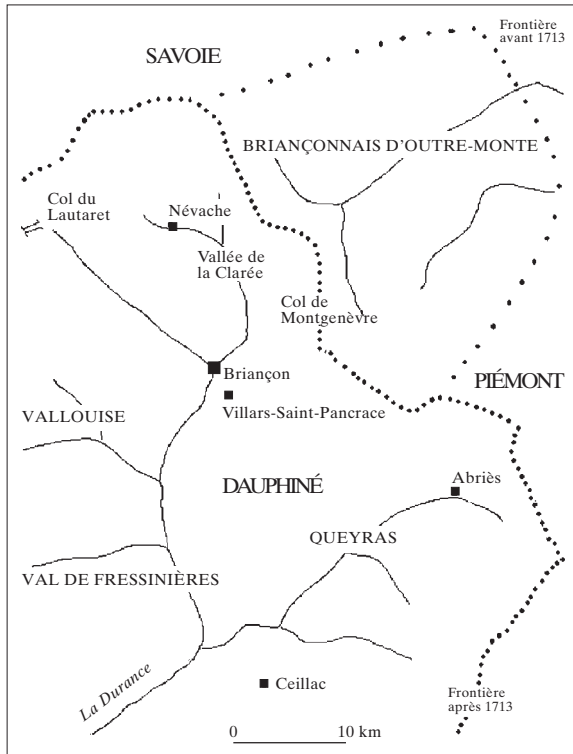 Frontière
avant 1713
SAVOIE
BRIANÇONNAIS D'OUTRE-MONTE
Col du
Lautaret
Névache
Vallée de
la Clarée
Col de
Montgenèvre
Briançon
PIÉMONT
Villars-Saint-Pancrace
VALLOUISE
Abriès
DAUPHINÉ
QUEYRAS
VAL DE FRESSINIÈRES
La Durance
Ceillac
Frontière
après 1713
0 10 km